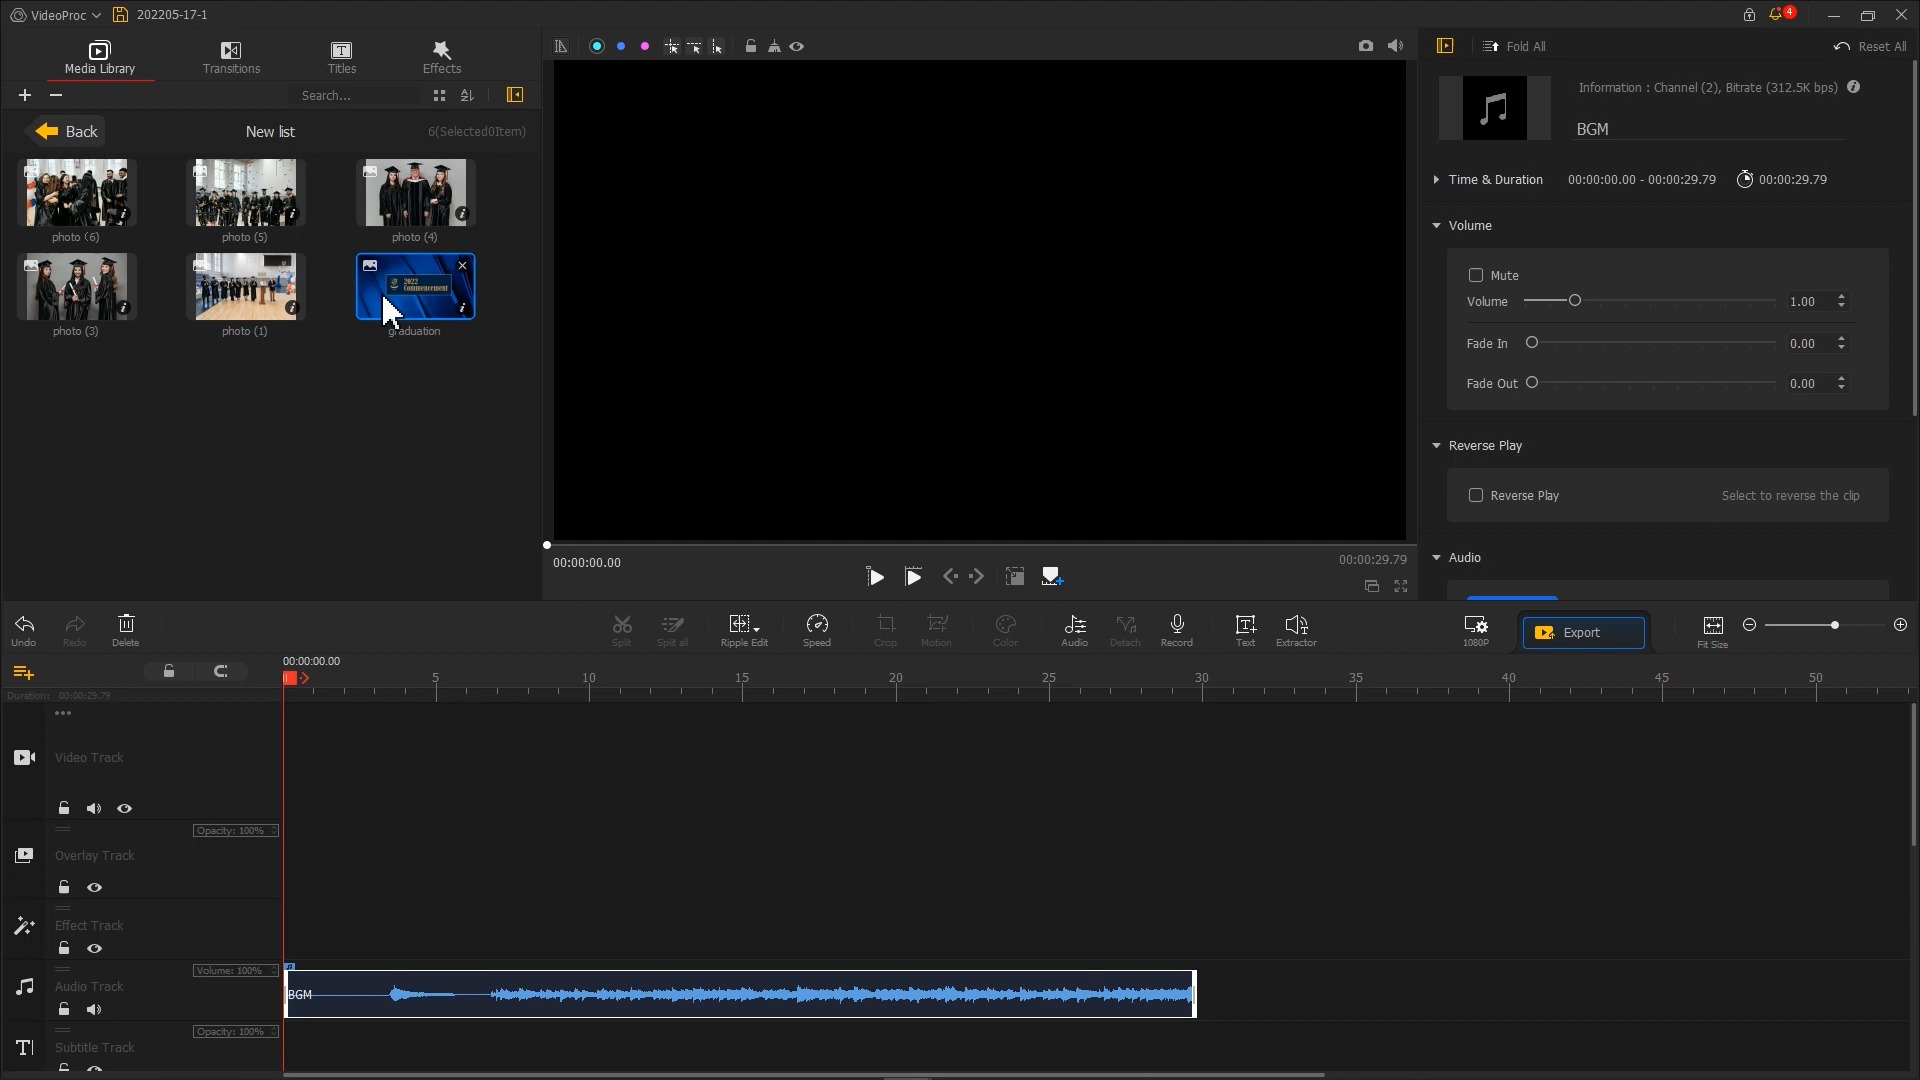 VideoProc 202205-17-1 4
Media Library Transitions Titles Effects Fold All Reset All
Search...
Information : Channel (2), Bitrate (312.5K bps)
Back New list 6(Selected0Item) BGM
Time & Duration 00:00:00.00 - 00:00:29.79 00:00:29.79
photo (6) photo (5) photo (4)
Volume
Mute
2022
Commencement
Volume 1.00
photo (3) photo (1) graduation
Fade In 0.00
Fade Out 0.00
Reverse Play
Reverse Play Select to reverse the clip
00:00:00.00 00:00:29.79 Audio
Undo Redo Delete Split Split all Ripple Edit Speed Crop Motion Color Audio Detach Record Text Extractor 1080P Export Fit Size
00:00:00.00
5 10 15 20 25 30 35 40 45 50
Duration: 00:00:29.79
Video Track
Opacity: 100%
Overlay Track
Effect Track
Volume: 100%
Audio Track BGM
Opacity: 100%
Subtitle Track